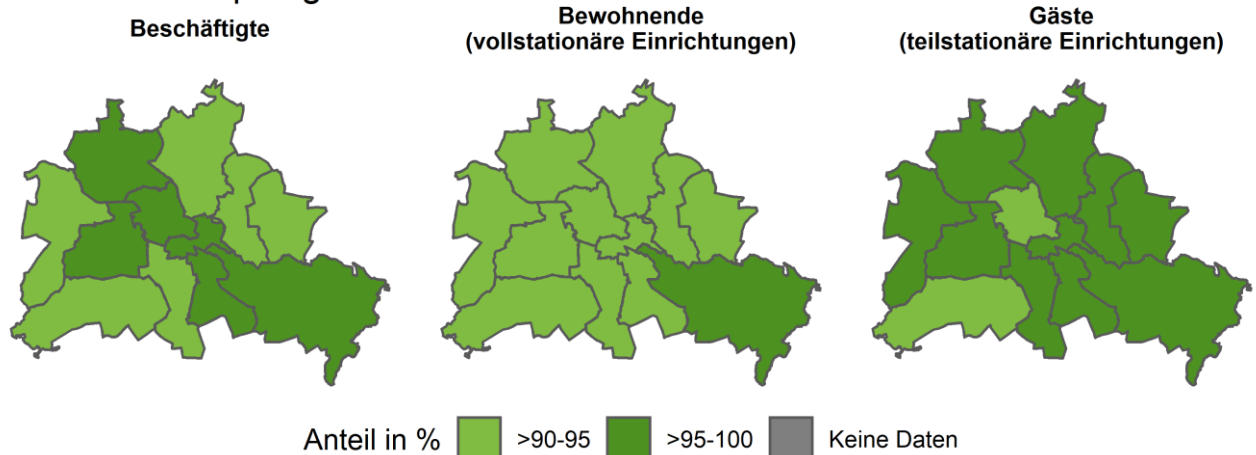 Beschäftigte
Bewohnende
(vollstationäre Einrichtungen)
Gäste
(teilstationäre Einrichtungen)
Anteil in % >90-95 >95-100 Keine Daten